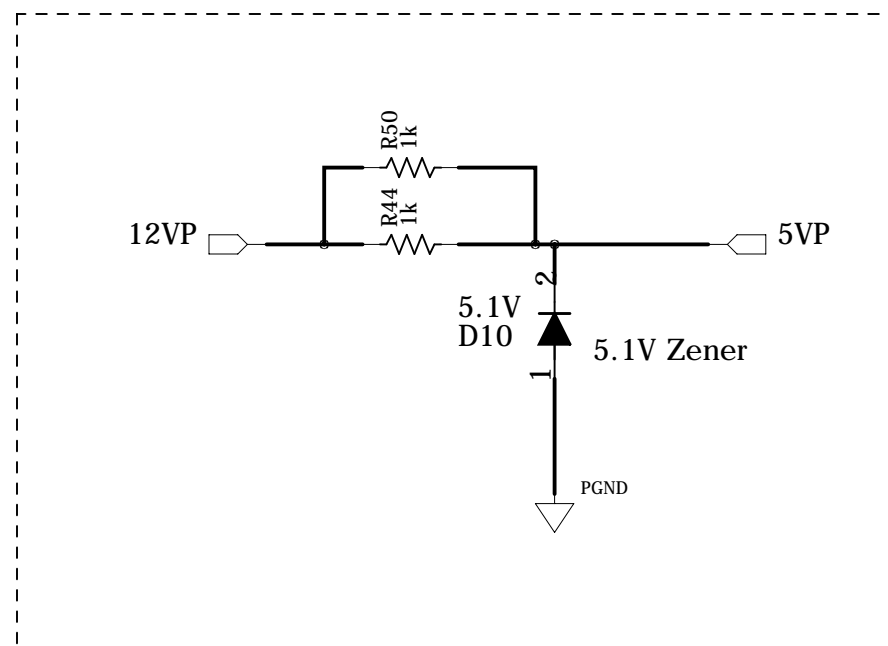 R50
1k
R44
1k
12VP
5VP
2
5.1V
D10
5.1V Zener
1
PGND